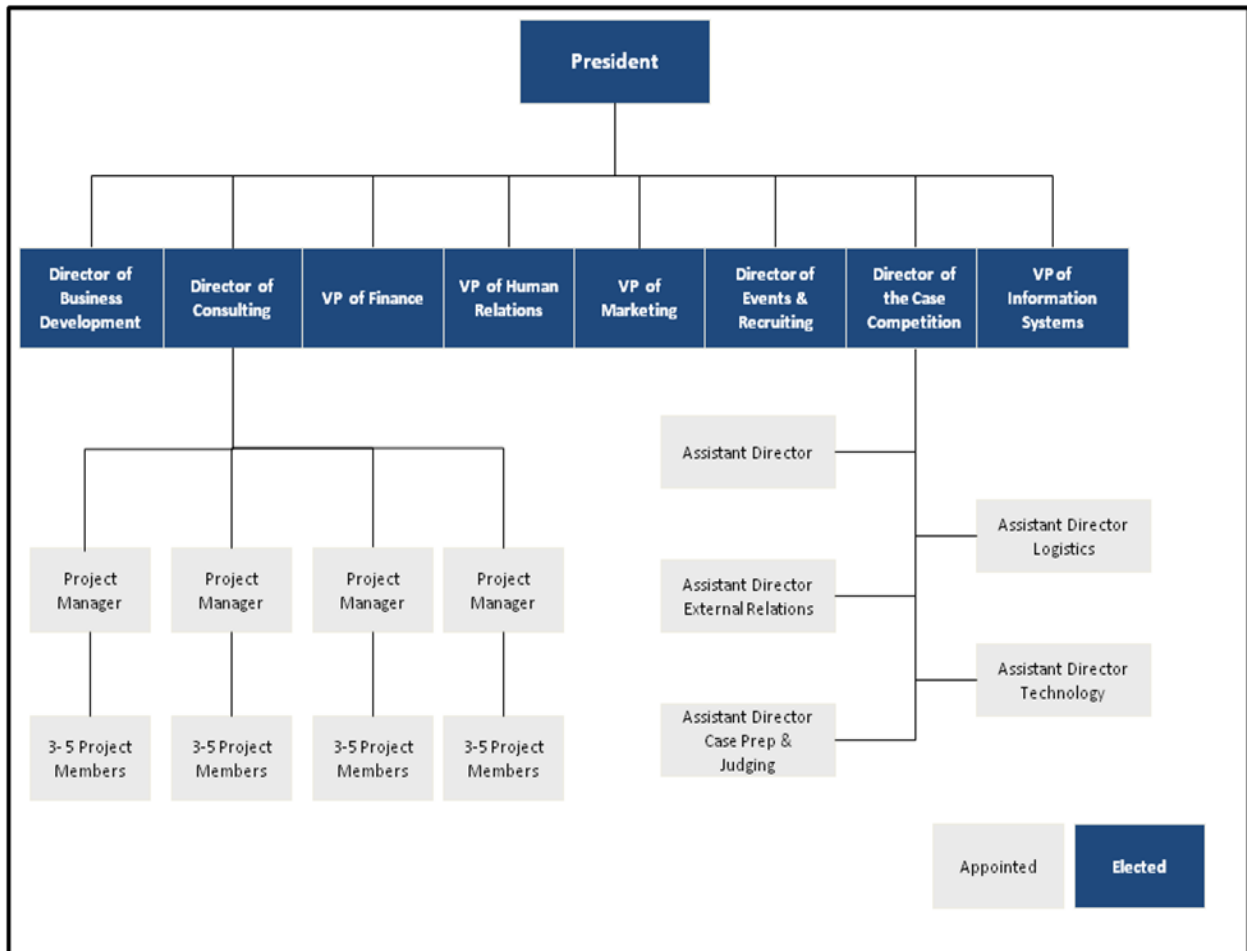 President
Director of
Business
Development
Director of
Consulting
VP of Finance
VP of Human
Relations
VP of
Marketing
Director of
Events &
Recruiting
Director of
the Case
Competition
VP of
Information
Systems
Assistant Director
Assistant Director
Logistics
Project
Manager
Project
Manager
Project
Manager
Project
Manager
Assistant Director
External Relations
Assistant Director
Technology
3- 5 Project
Members
3-5 Project
Members
3-5 Project
Members
3-5 Project
Members
Assistant Director
Case Prep &
Judging
Appointed
Elected